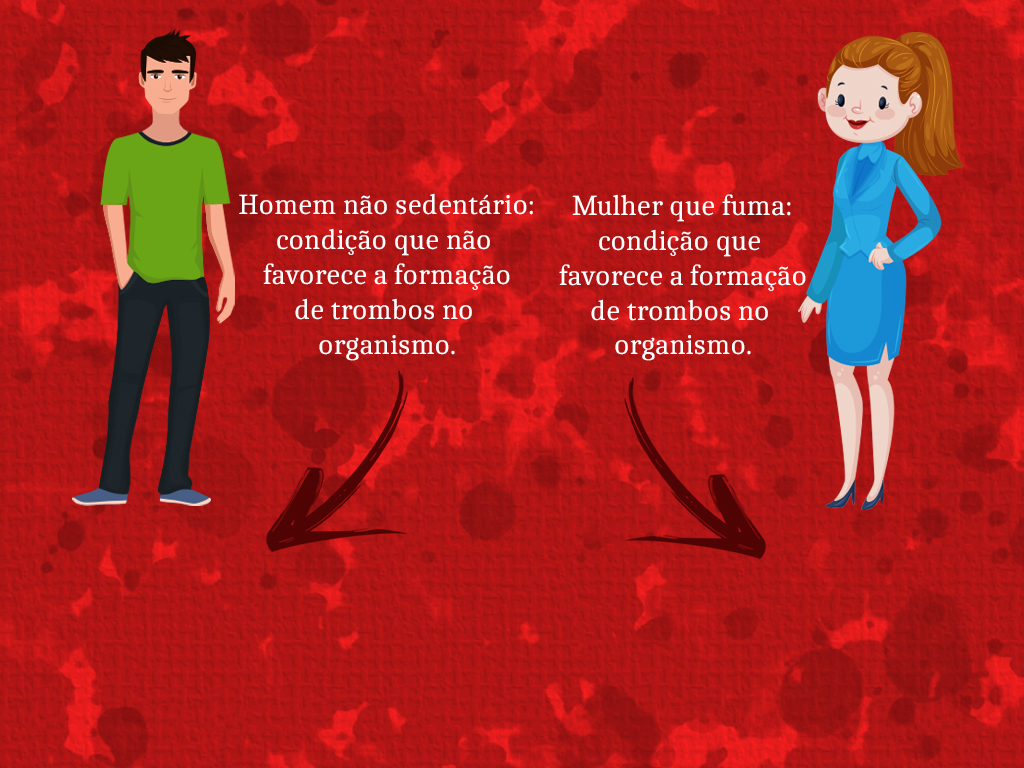 Homem não sedentário:
condição que não
favorece a formação
de trombos no
organismo.
Mulher que fuma:
condição que
favorece a formação
de trombos no
organismo.